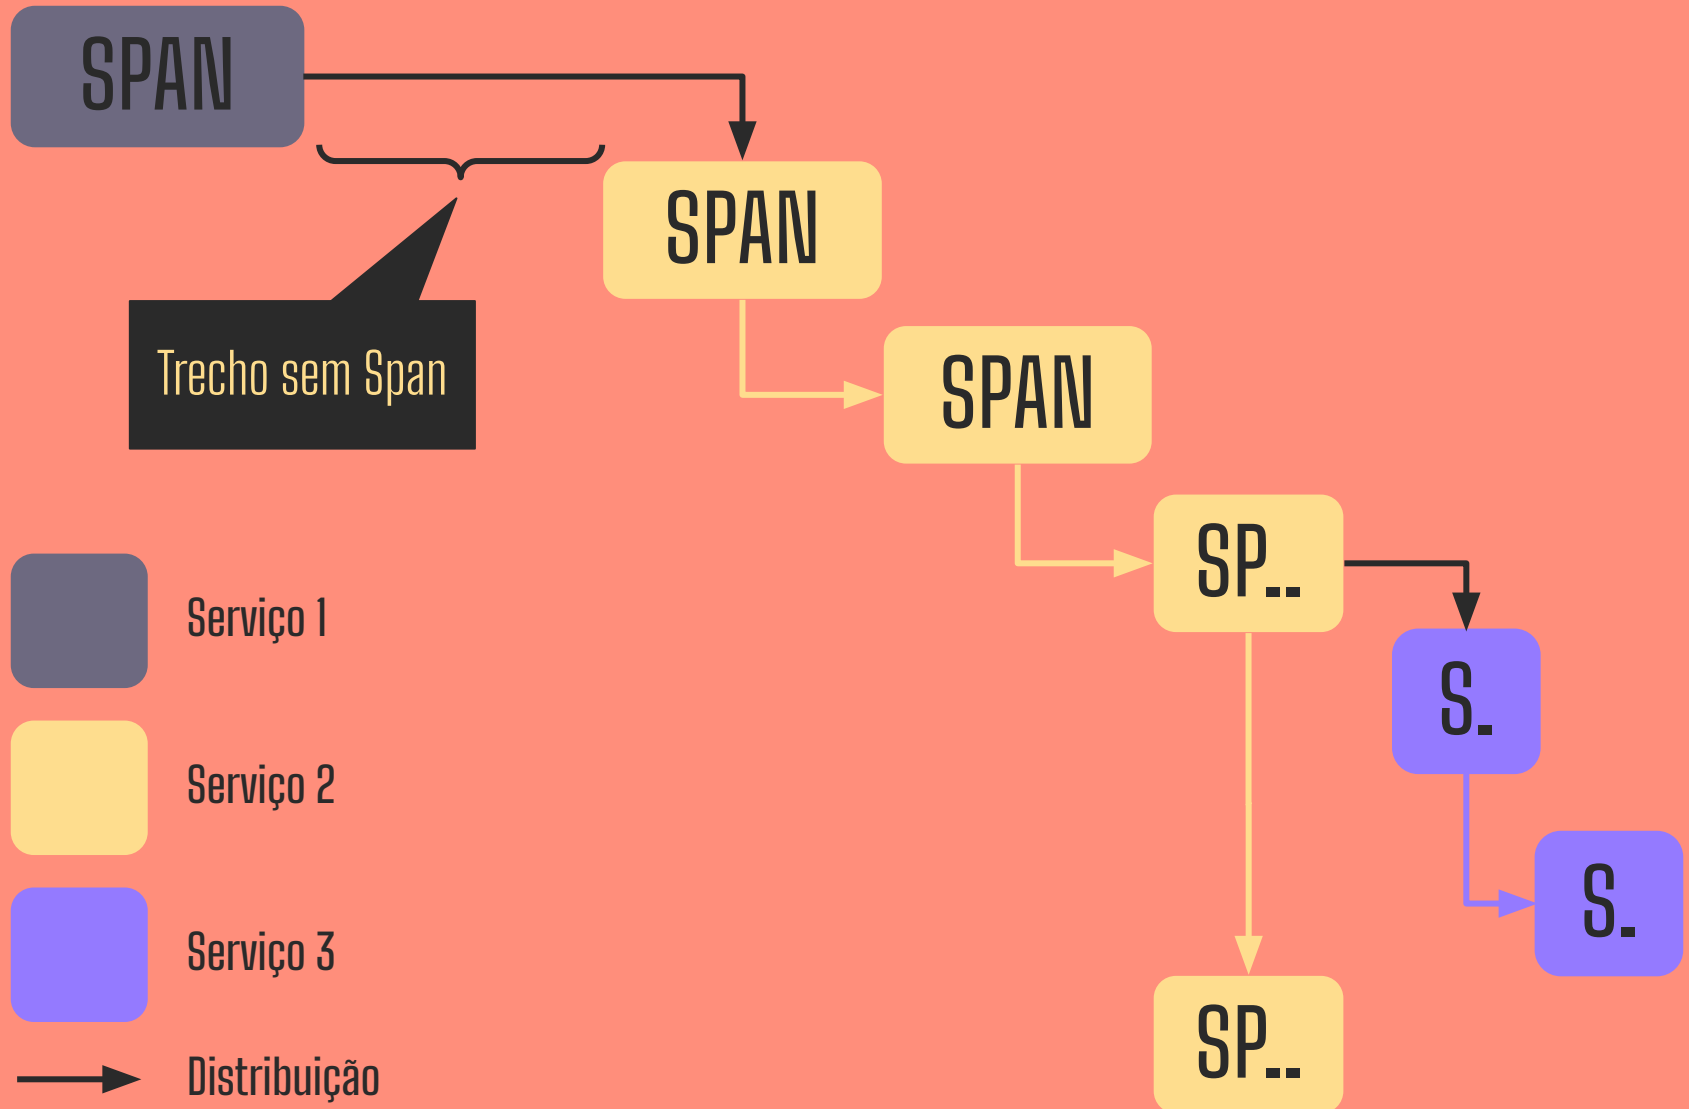 SPAN
SPAN
Trecho sem Span
SPAN
SP..
Serviço 1
S.
Serviço 2
S.
Serviço 3
SP..
Distribuição